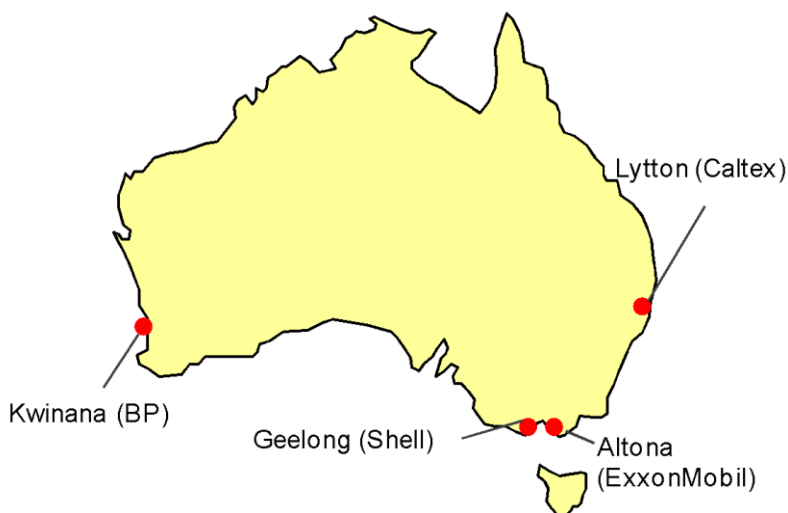 Lytton (Caltex)
Kwinana (BP)
Geelong (Shell)
Altona
(ExxonMobil)